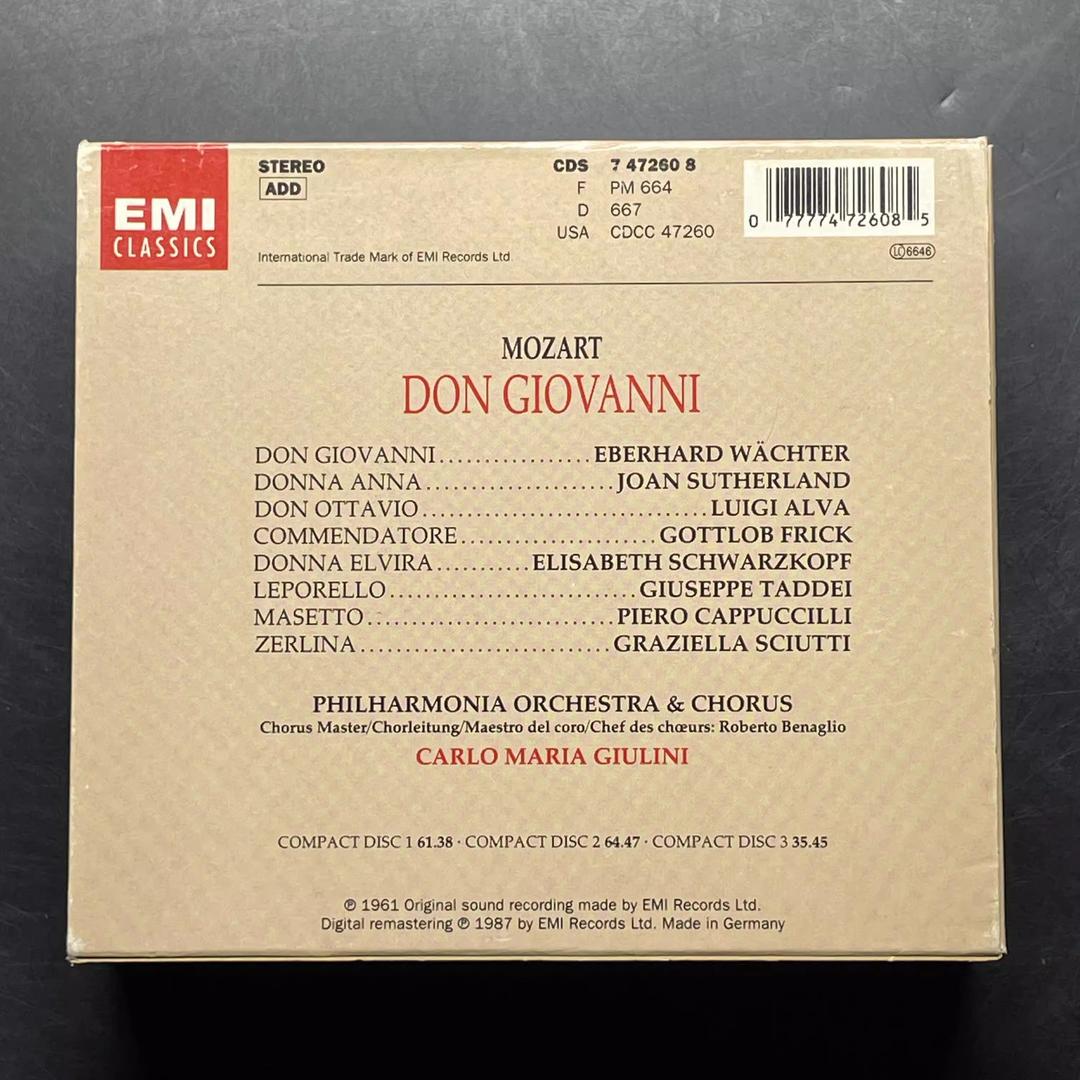 EMI
CLASSICS
STEREO
ADD
International Trade Mark of EMI Records Ltd.
CDS 7 47260 8
F PM 664
D 667
USA CDCC 47260
0 77774 72608 5
LC 6646
MOZART
DON GIOVANNI
DON GIOVANNI..................EBERHARD WÄCHTER
DONNA ANNA.....................JOAN SUTHERLAND
DON OTTAVIO................................LUIGI ALVA
COMMENDATORE......................GOTTLOB FRICK
DONNA ELVIRA...........ELISABETH SCHWARZKOPF
LEPORELLO............................GIUSEPPE TADDEI
MASETTO............................PIERO CAPPUCCILLI
ZERLINA............................GRAZIELLA SCIUTTI
PHILHARMONIA ORCHESTRA & CHORUS
Chorus Master/Chorleitung/Maestro del coro/Chef des chœurs: Roberto Benaglio
CARLO MARIA GIULINI
COMPACT DISC 1 61.38 · COMPACT DISC 2 64.47 · COMPACT DISC 3 35.45
℗ 1961 Original sound recording made by EMI Records Ltd.
Digital remastering ℗ 1987 by EMI Records Ltd. Made in Germany